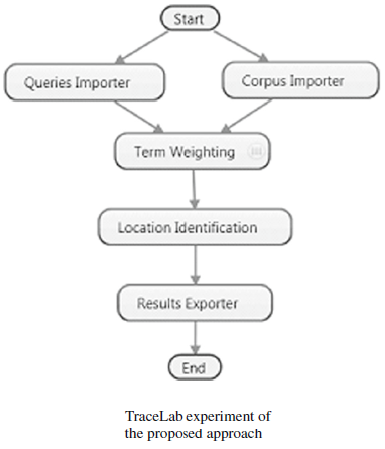 Start
Queries Importer
Corpus Importer
Term Weighting
Location Identification
Results Exporter
End
TraceLab experiment of
the proposed approach